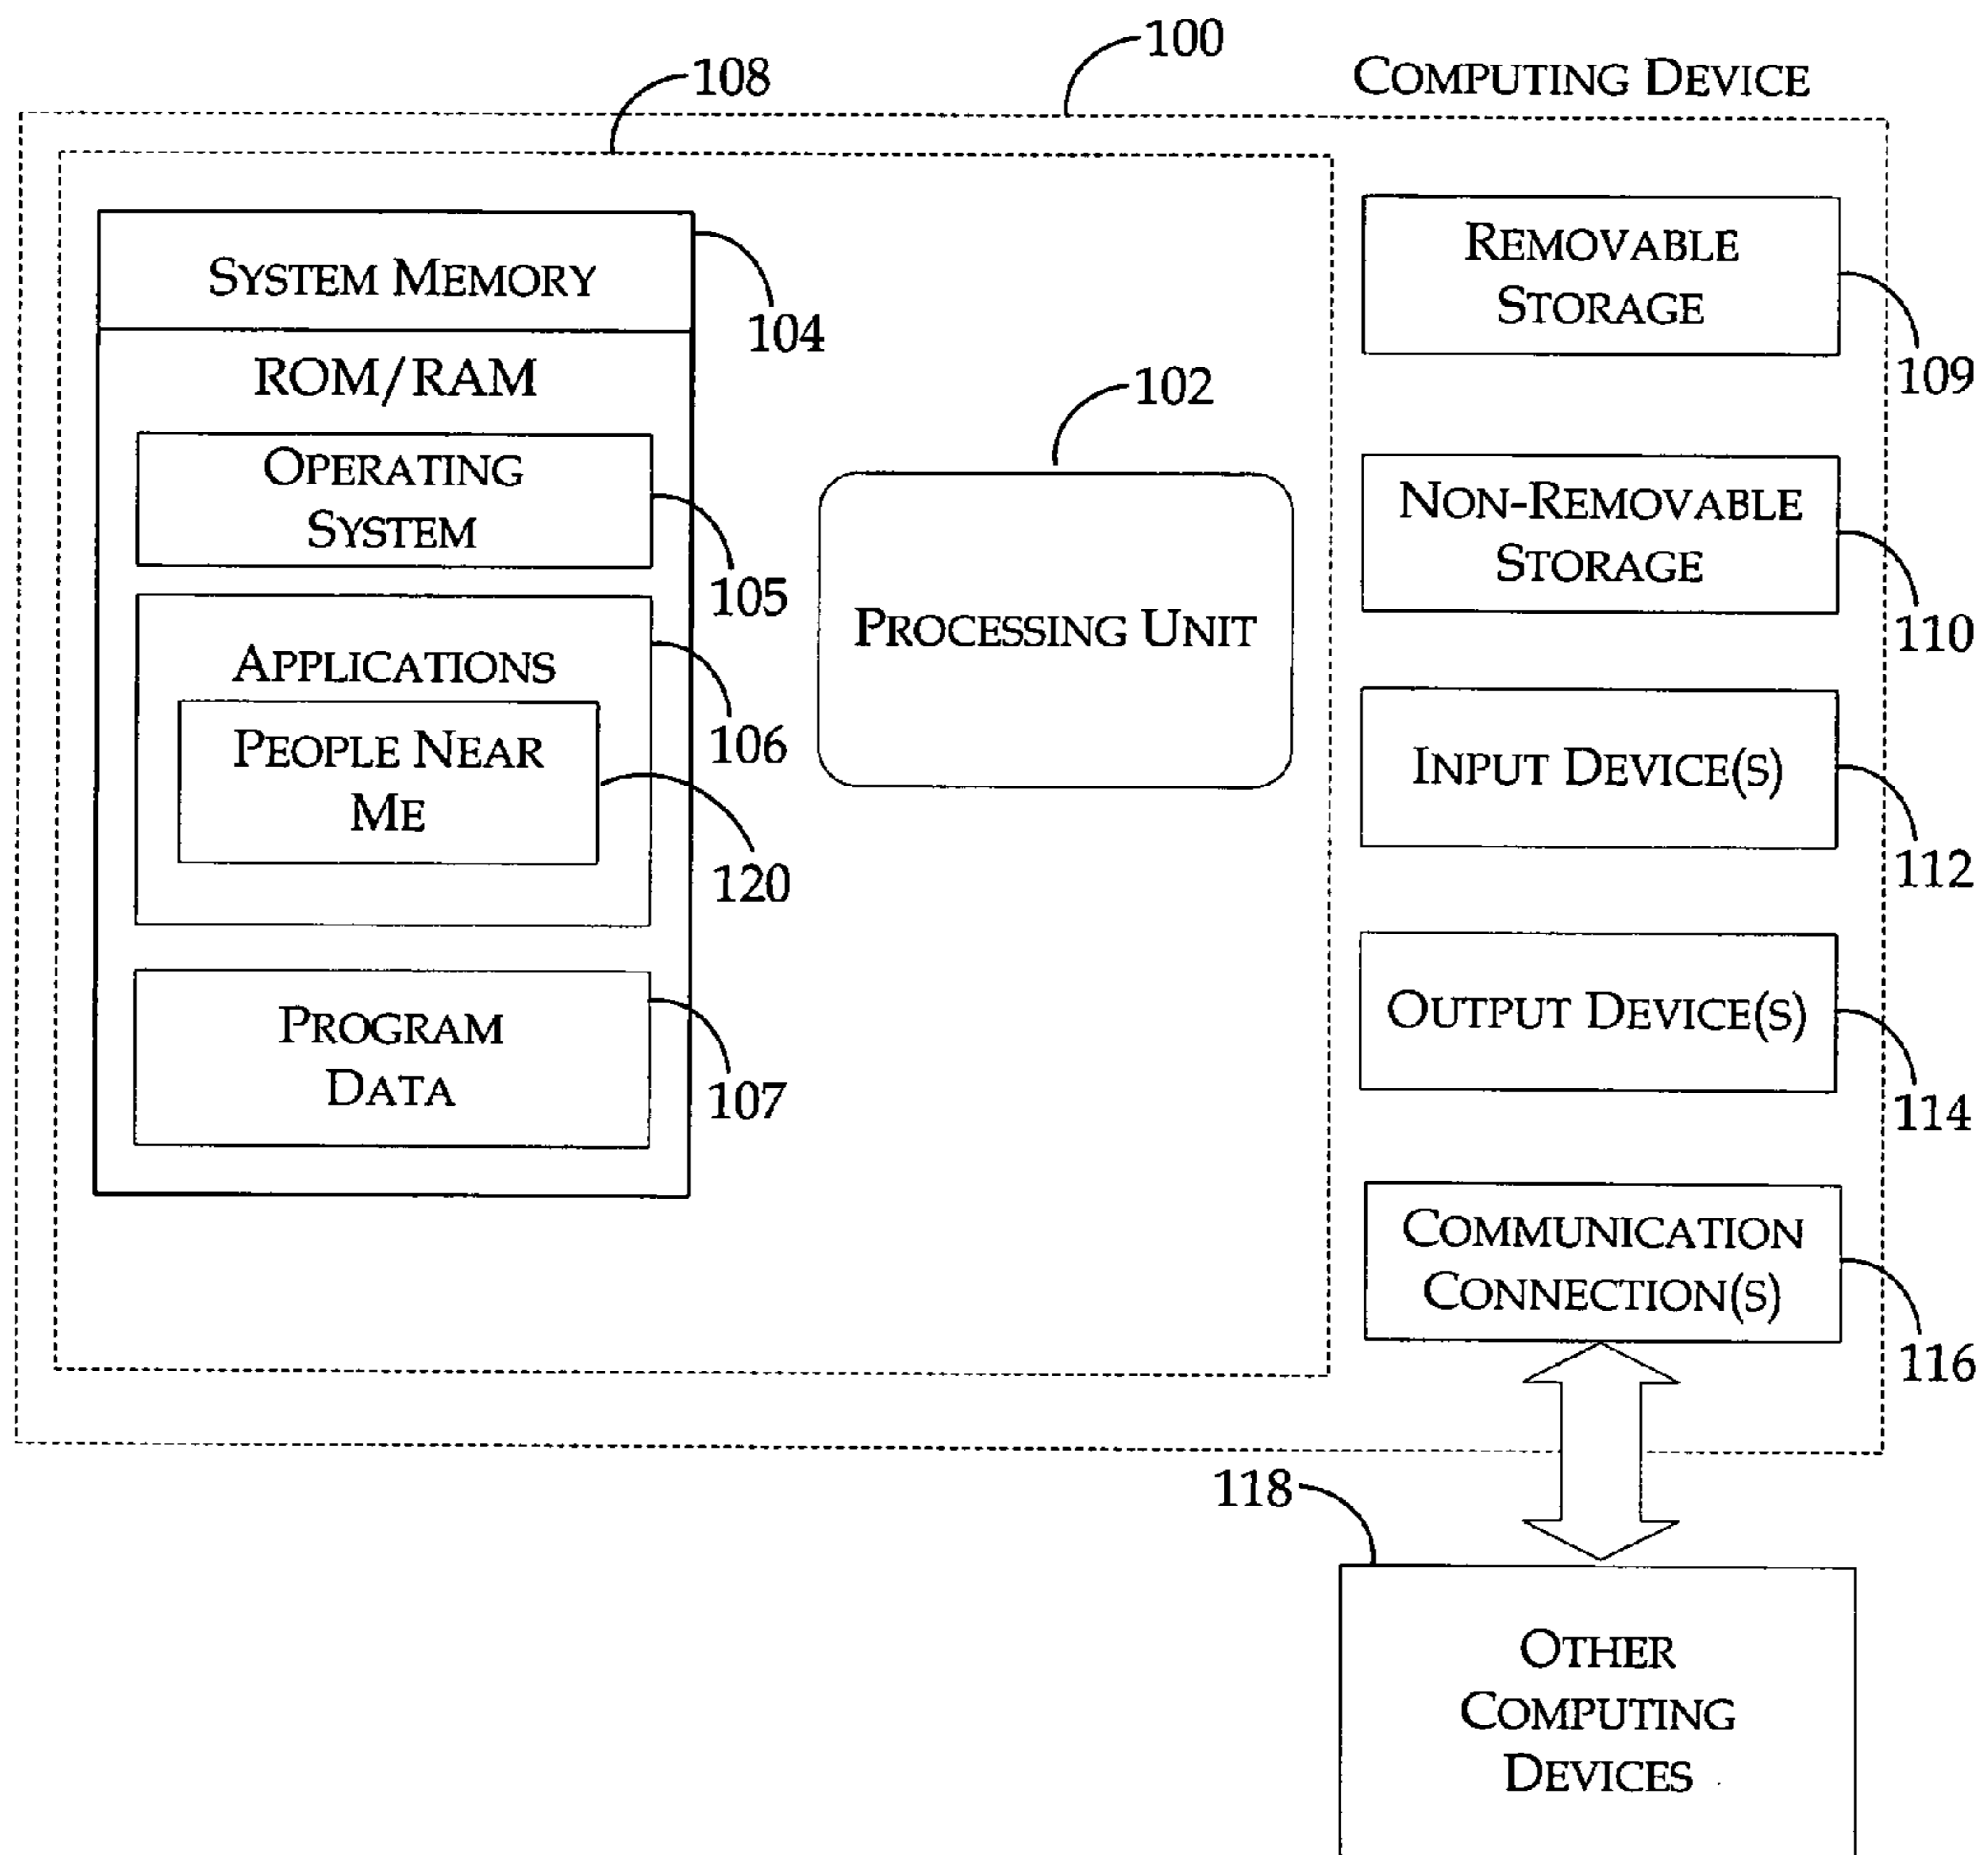 100
COMPUTING DEVICE
108
SYSTEM MEMORY
104
ROM/RAM
OPERATING
SYSTEM
105
APPLICATIONS
106
PEOPLE NEAR
ME
120
PROGRAM
DATA
107
102
PROCESSING UNIT
REMOVABLE
STORAGE
109
NON-REMOVABLE
STORAGE
110
INPUT DEVICE(S)
112
OUTPUT DEVICE(S)
114
COMMUNICATION
CONNECTION(S)
116
118
OTHER
COMPUTING
DEVICES